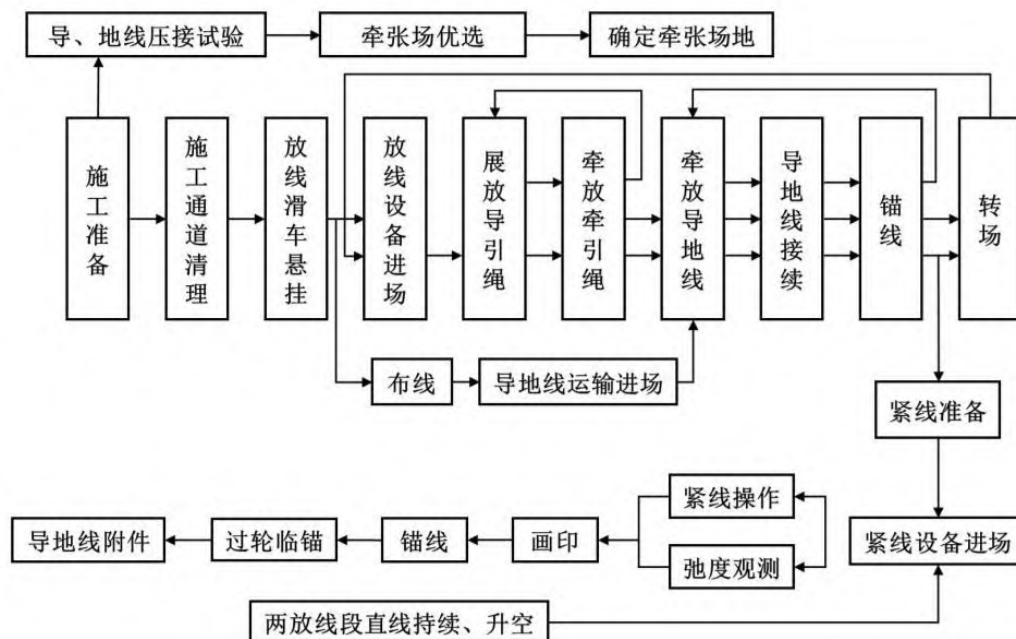 导、地线压接试验
牵张场优选
确定牵张场地
施工准备
施工通道清理
放线滑车悬挂
放线设备进场
展放导引绳
牵放牵引绳
牵放导地线
导地线接续
锚线
转场
布线
导地线运输进场
紧线准备
紧线操作
导地线附件
过轮临锚
锚线
画印
弛度观测
紧线设备进场
两放线段直线持续、升空